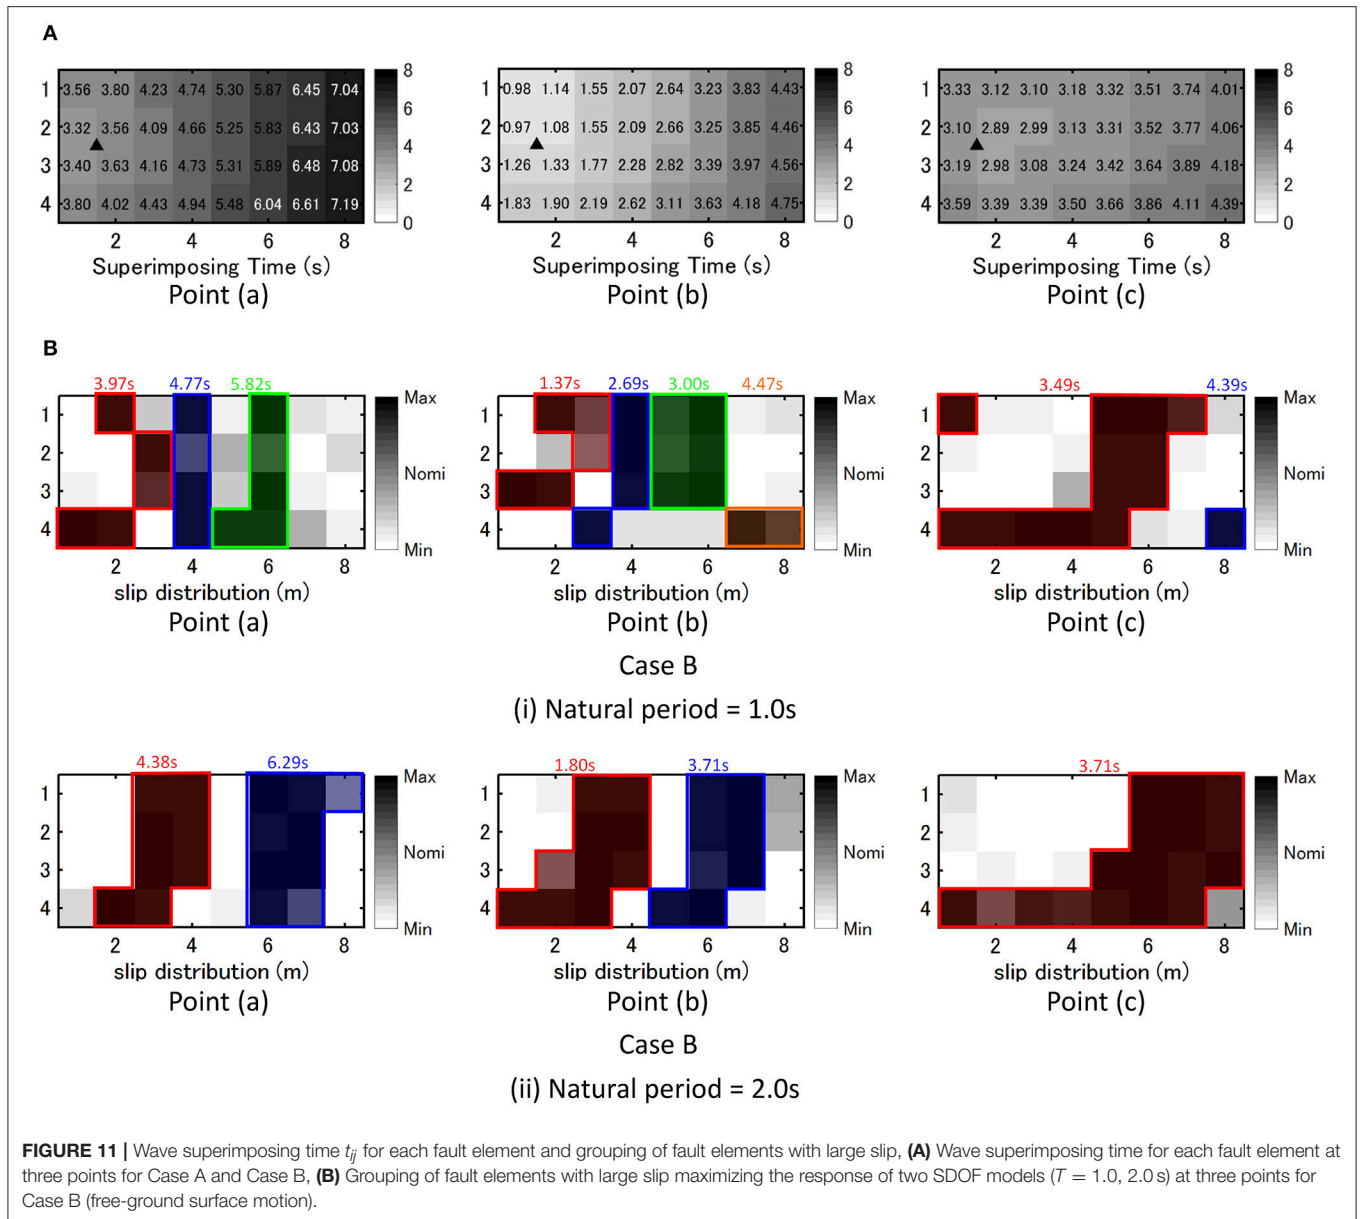 A
1 3.56 3.80 4.23 4.74 5.30 5.87 6.45 7.04
2 3.32 3.56 4.09 4.66 5.25 5.83 6.43 7.03
3 3.40 3.63 4.16 4.73 5.31 5.89 6.48 7.08
4 3.80 4.02 4.43 4.94 5.48 6.04 6.61 7.19
2 4 6 8
8
6
4
2
0
Superimposing Time (s)
Point (a)
1 0.98 1.14 1.55 2.07 2.64 3.23 3.83 4.43
2 0.97 1.08 1.55 2.09 2.66 3.25 3.85 4.46
3 1.26 1.33 1.77 2.28 2.82 3.39 3.97 4.56
4 1.83 1.90 2.19 2.62 3.11 3.63 4.18 4.75
2 4 6 8
8
6
4
2
0
Superimposing Time (s)
Point (b)
1 3.33 3.12 3.10 3.18 3.32 3.51 3.74 4.01
2 3.10 2.89 2.99 3.13 3.31 3.52 3.77 4.06
3 3.19 2.98 3.08 3.24 3.42 3.64 3.89 4.18
4 3.59 3.39 3.39 3.50 3.66 3.86 4.11 4.39
2 4 6 8
8
6
4
2
0
Superimposing Time (s)
Point (c)
B
3.97s 4.77s 5.82s
1
2
3
4
2 4 6 8
Max
Nomi
Min
slip distribution (m)
Point (a)
1.37s 2.69s 3.00s 4.47s
1
2
3
4
2 4 6 8
Max
Nomi
Min
slip distribution (m)
Point (b)
3.49s 4.39s
1
2
3
4
2 4 6 8
Max
Nomi
Min
slip distribution (m)
Point (c)
Case B
(i) Natural period = 1.0s
4.38s 6.29s
1
2
3
4
2 4 6 8
Max
Nomi
Min
slip distribution (m)
Point (a)
1.80s 3.71s
1
2
3
4
2 4 6 8
Max
Nomi
Min
slip distribution (m)
Point (b)
3.71s
1
2
3
4
2 4 6 8
Max
Nomi
Min
slip distribution (m)
Point (c)
Case B
(ii) Natural period = 2.0s
FIGURE 11 | Wave superimposing time tij for each fault element and grouping of fault elements with large slip, (A) Wave superimposing time for each fault element at
three points for Case A and Case B, (B) Grouping of fault elements with large slip maximizing the response of two SDOF models (T = 1.0, 2.0 s) at three points for
Case B (free-ground surface motion).